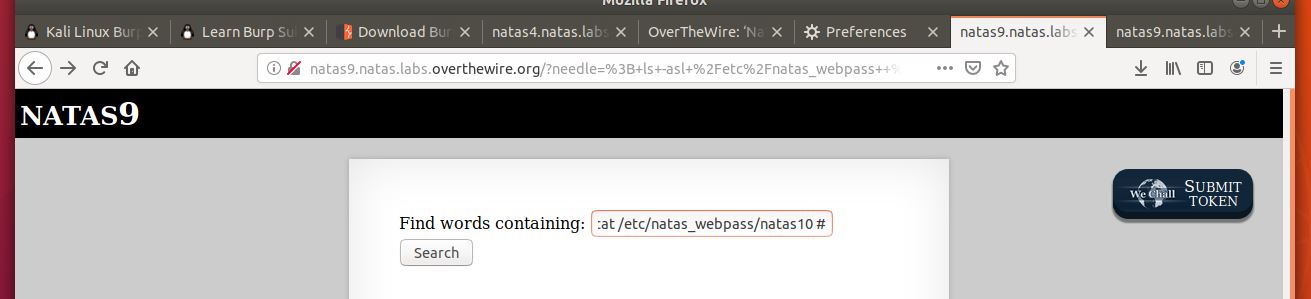 Mozilla Firefox
Kali Linux Burp
Learn Burp Sui
Download Bur
natas4.natas.labs
OverTheWire: 'Na
Preferences
natas9.natas.labs
natas9.natas.labs
natas9.natas.labs.overthewire.org/?needle=%3B+ls+-asl+%2Fetc%2Fnatas_webpass++%
NATAS9
We Chall
SUBMIT
TOKEN
Find words containing: cat /etc/natas_webpass/natas10 #
Search